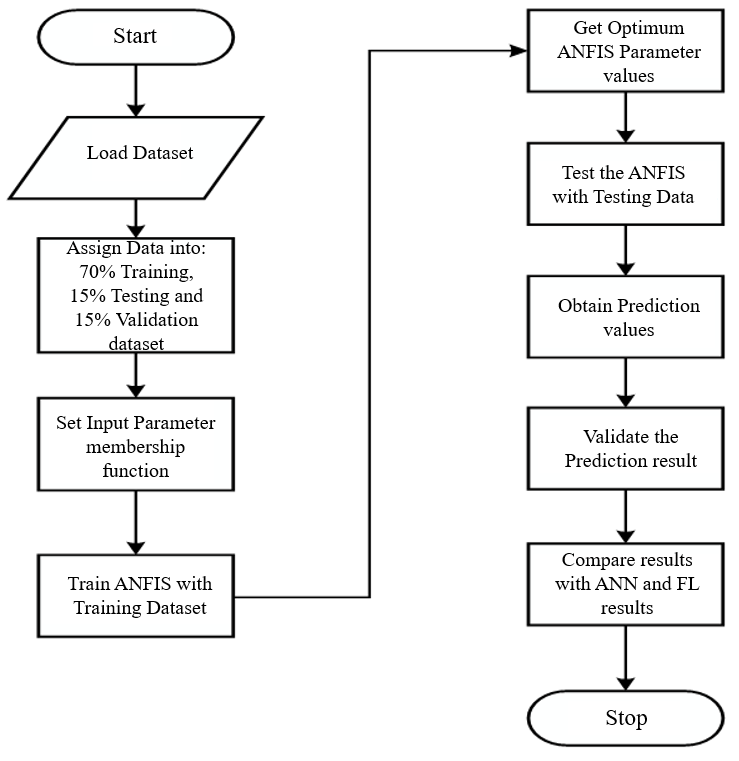 Start
Load Dataset
Assign Data into:
70% Training,
15% Testing and
15% Validation
dataset
Set Input Parameter
membership
function
Train ANFIS with
Training Dataset
Get Optimum
ANFIS Parameter
values
Test the ANFIS
with Testing Data
Obtain Prediction
values
Validate the
Prediction result
Compare results
with ANN and FL
results
Stop